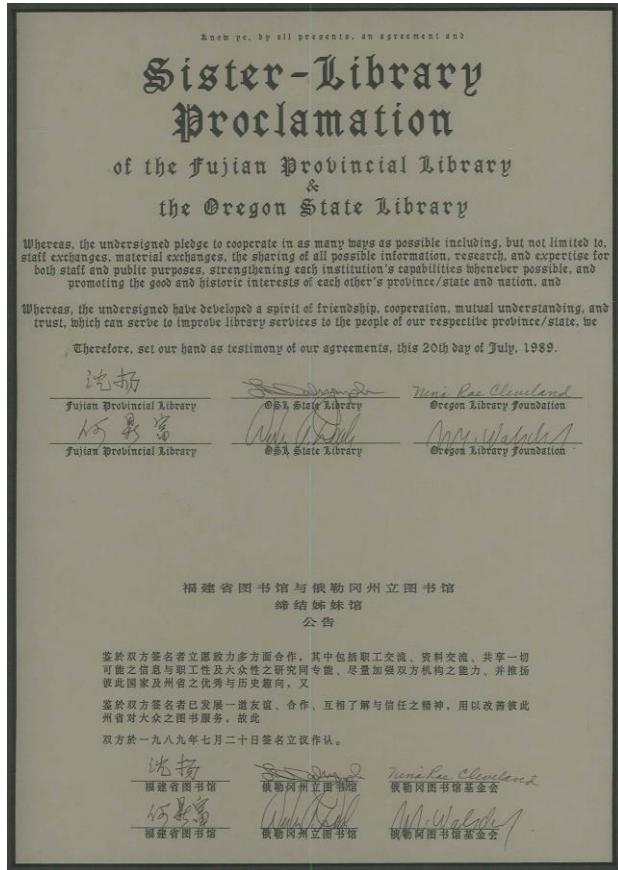 Know ye, by all presents, an agreement and
Sister-Library
Proclamation
of the Fujian Provincial Library
&
the Oregon State Library
Whereas, the undersigned pledge to cooperate in as many ways as possible including, but not limited to,
staff exchanges, material exchanges, the sharing of all possible information, research, and expertise for
both staff and public purposes, strengthening each institution's capabilities whenever possible, and
promoting the good and historic interests of each other's province/state and nation, and
Whereas, the undersigned have developed a spirit of friendship, cooperation, mutual understanding, and
trust, which can serve to improve library services to the people of our respective province/state, we
Therefore, set our hand as testimony of our agreements, this 20th day of July, 1989.
沈扬 Nina Rae Cleveland
Fujian Provincial Library OSL State Library Oregon Library Foundation
何鼎富
Fujian Provincial Library OSL State Library Oregon Library Foundation
福建省图书馆与俄勒冈州立图书馆
缔结姊妹馆
公告
鉴於双方签名者立愿致力多方面合作，其中包括职工交流、资料交流、共享一切
可能之信息与职工性及大众性之研究同专能、尽量加强双方机构之能力、并推扬
彼此国家及州省之优秀与历史趣向，又
鉴於双方签名者已发展一道友谊、合作、互相了解与信任之精神，用以改善彼此
州省对大众之图书服务，故此
双方於一九八九年七月二十日签名立议作认。
沈扬 Nina Rae Cleveland
福建省图书馆 俄勒冈州图书馆 俄勒冈图书馆基金会
何鼎富
福建省图书馆 俄勒冈州图书馆 俄勒冈图书馆基金会